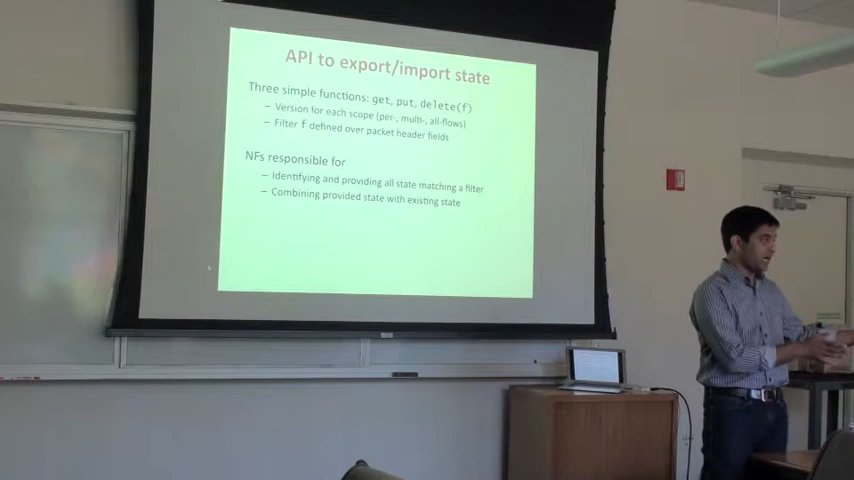 API to export/import state
Three simple functions: get, put, delete(f)
– Version for each scope (per-, multi-, all-flows)
– Filter f defined over packet header fields
NFs responsible for
– Identifying and providing all state matching a filter
– Combining provided state with existing state